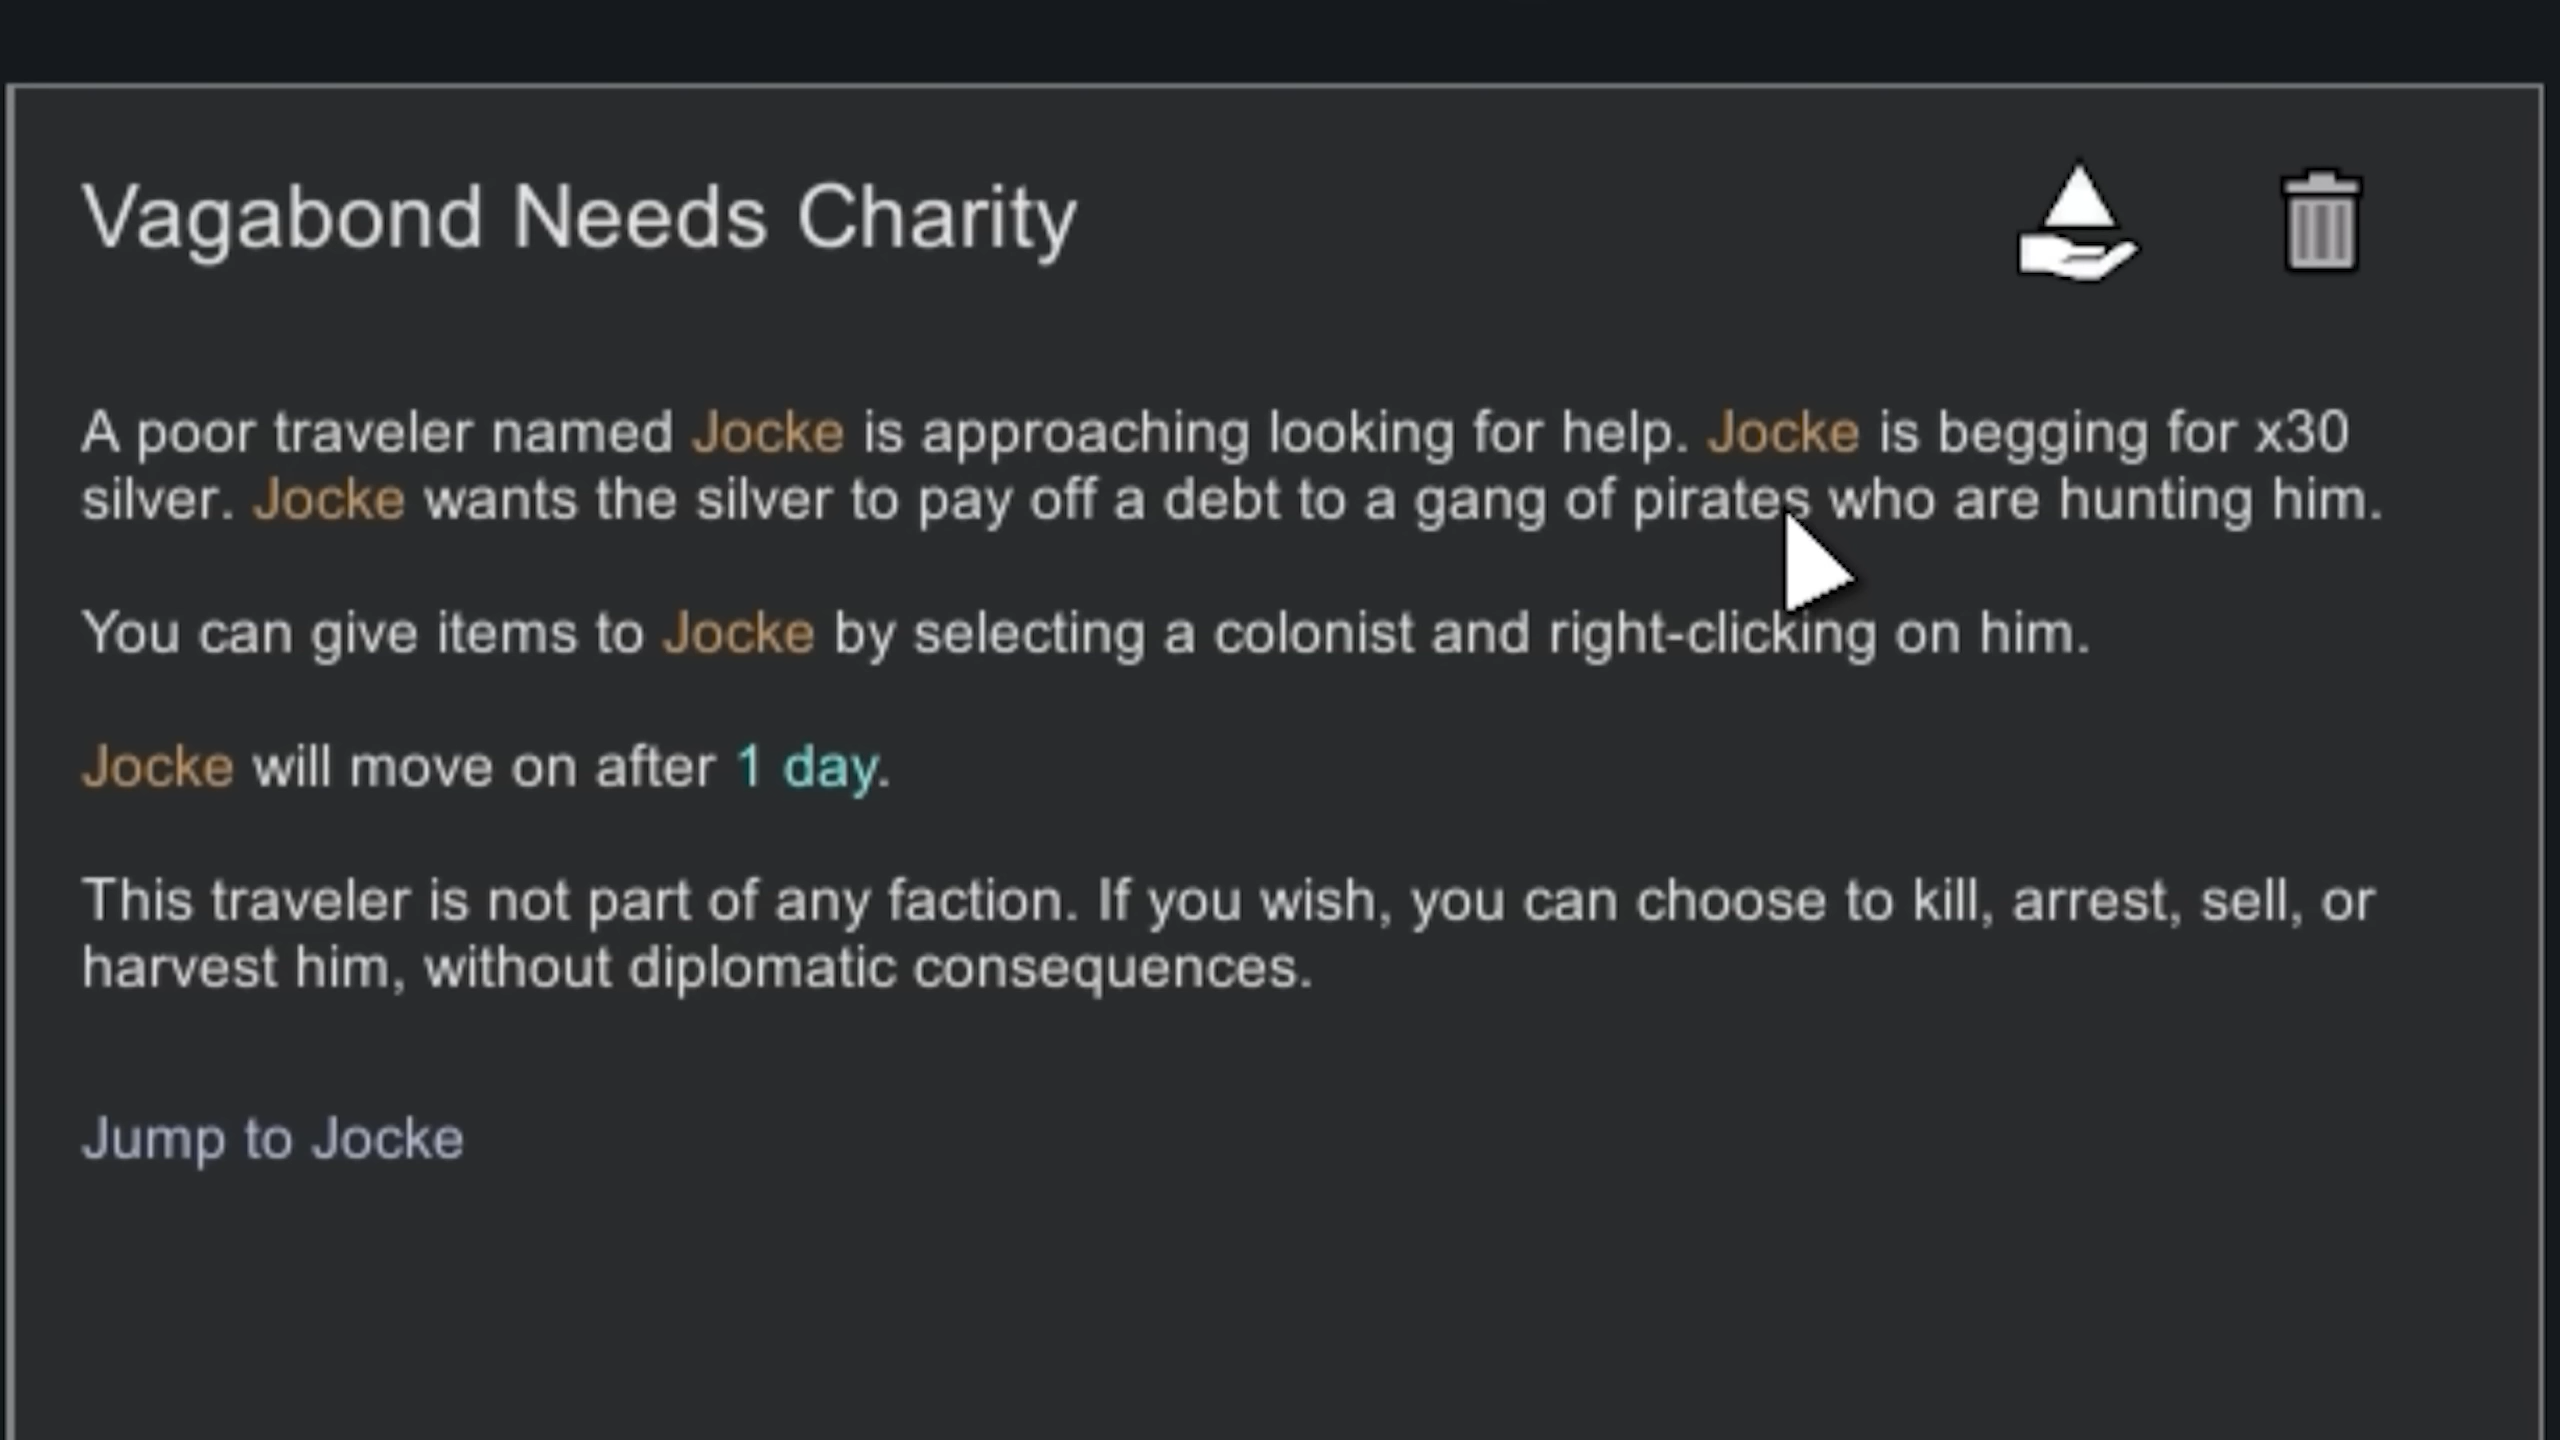 Vagabond Needs Charity
A poor traveler named Jocke is approaching looking for help. Jocke is begging for x30
silver. Jocke wants the silver to pay off a debt to a gang of pirates who are hunting him.
You can give items to Jocke by selecting a colonist and right-clicking on him.
Jocke will move on after 1 day.
This traveler is not part of any faction. If you wish, you can choose to kill, arrest, sell, or
harvest him, without diplomatic consequences.
Jump to Jocke